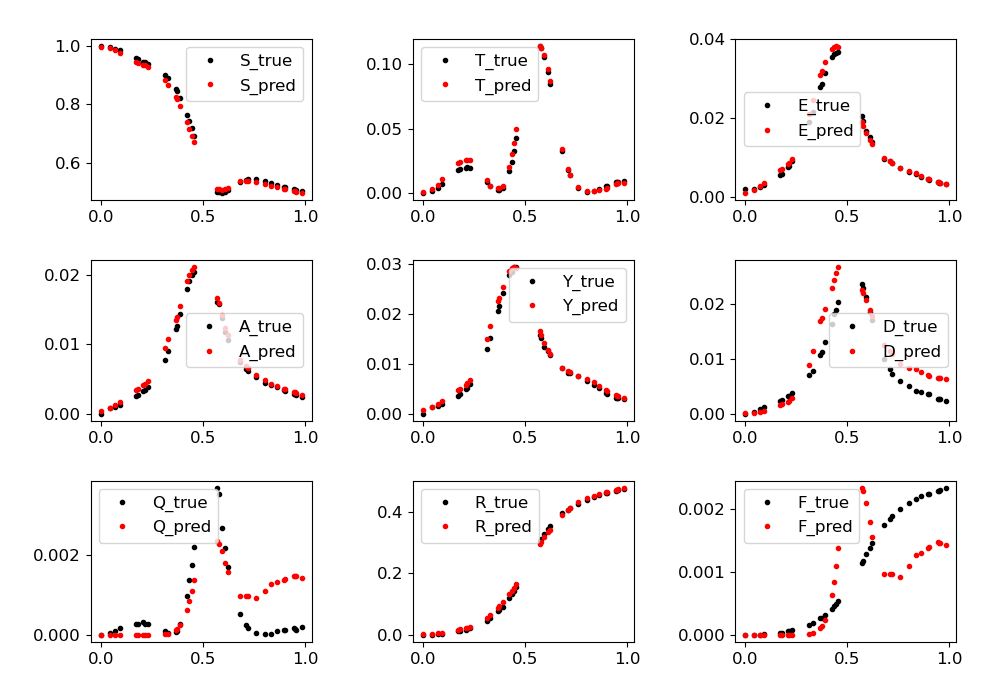 1.0
0.8
0.6
0.0 0.5 1.0
S_true
S_pred
0.10
0.05
0.00
0.0 0.5 1.0
T_true
T_pred
0.04
0.02
0.00
0.0 0.5 1.0
E_true
E_pred
0.02
0.01
0.00
0.0 0.5 1.0
A_true
A_pred
0.03
0.02
0.01
0.00
0.0 0.5 1.0
Y_true
Y_pred
0.02
0.01
0.00
0.0 0.5 1.0
D_true
D_pred
0.002
0.000
0.0 0.5 1.0
Q_true
Q_pred
0.4
0.2
0.0
0.0 0.5 1.0
R_true
R_pred
0.002
0.001
0.000
0.0 0.5 1.0
F_true
F_pred